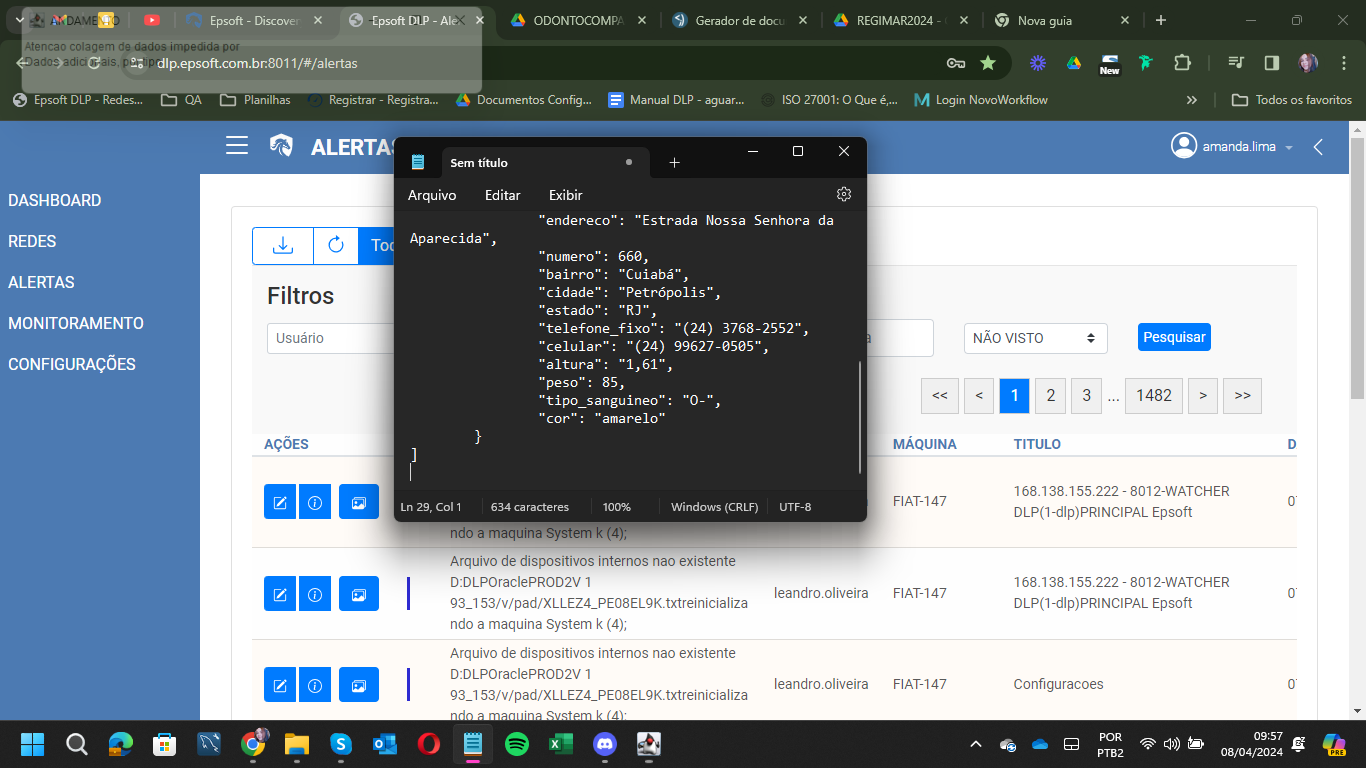 ANDAMENTO
Atencao colagem de dados impedida por
Dados adicionais,
Epsoft - Discover
Epsoft DLP - Ale
ODONTOCOMPA
Gerador de docu
REGIMAR2024 -
Nova guia
dlp.epsoft.com.br:8011/#/alertas
New
Epsoft DLP - Redes...
QA
Planilhas
Registrar - Registra...
Documentos Config...
Manual DLP - aguar...
ISO 27001: O Que é,...
Login NovoWorkflow
Todos os favoritos
ALERTAS
amanda.lima
DASHBOARD
REDES
ALERTAS
MONITORAMENTO
CONFIGURAÇÕES
Sem título
Arquivo Editar Exibir
"endereco": "Estrada Nossa Senhora da
Aparecida",
"numero": 660,
"bairro": "Cuiabá",
"cidade": "Petrópolis",
"estado": "RJ",
"telefone_fixo": "(24) 3768-2552",
"celular": "(24) 99627-0505",
"altura": "1,61",
"peso": 85,
"tipo_sanguineo": "O-",
"cor": "amarelo"
}
]
Ln 29, Col 1 634 caracteres 100% Windows (CRLF) UTF-8
Filtros
Usuário
NÃO VISTO
Pesquisar
<< < 1 2 3 ... 1482 > >>
AÇÕES MÁQUINA TITULO D
FIAT-147 168.138.155.222 - 8012-WATCHER
DLP(1-dlp)PRINCIPAL Epsoft
ndo a maquina System k (4);
Arquivo de dispositivos internos nao existente
D:DLPOraclePROD2V 1
93_153/v/pad/XLLEZ4_PE08EL9K.txtreinicializa
ndo a maquina System k (4);
leandro.oliveira FIAT-147 168.138.155.222 - 8012-WATCHER
DLP(1-dlp)PRINCIPAL Epsoft
Arquivo de dispositivos internos nao existente
D:DLPOraclePROD2V 1
93_153/v/pad/XLLEZ4_PE08EL9K.txtreinicializa
ndo a maquina System k (4);
leandro.oliveira FIAT-147 Configuracoes
POR
PTB2
09:57
08/04/2024
PRE